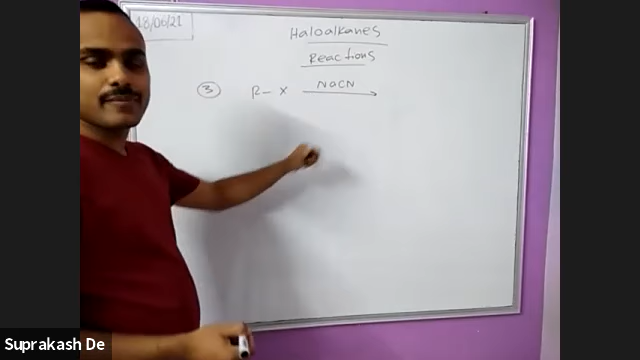 18/06/21
Haloalkanes
Reactions
3 R- X NaCN
Suprakash De